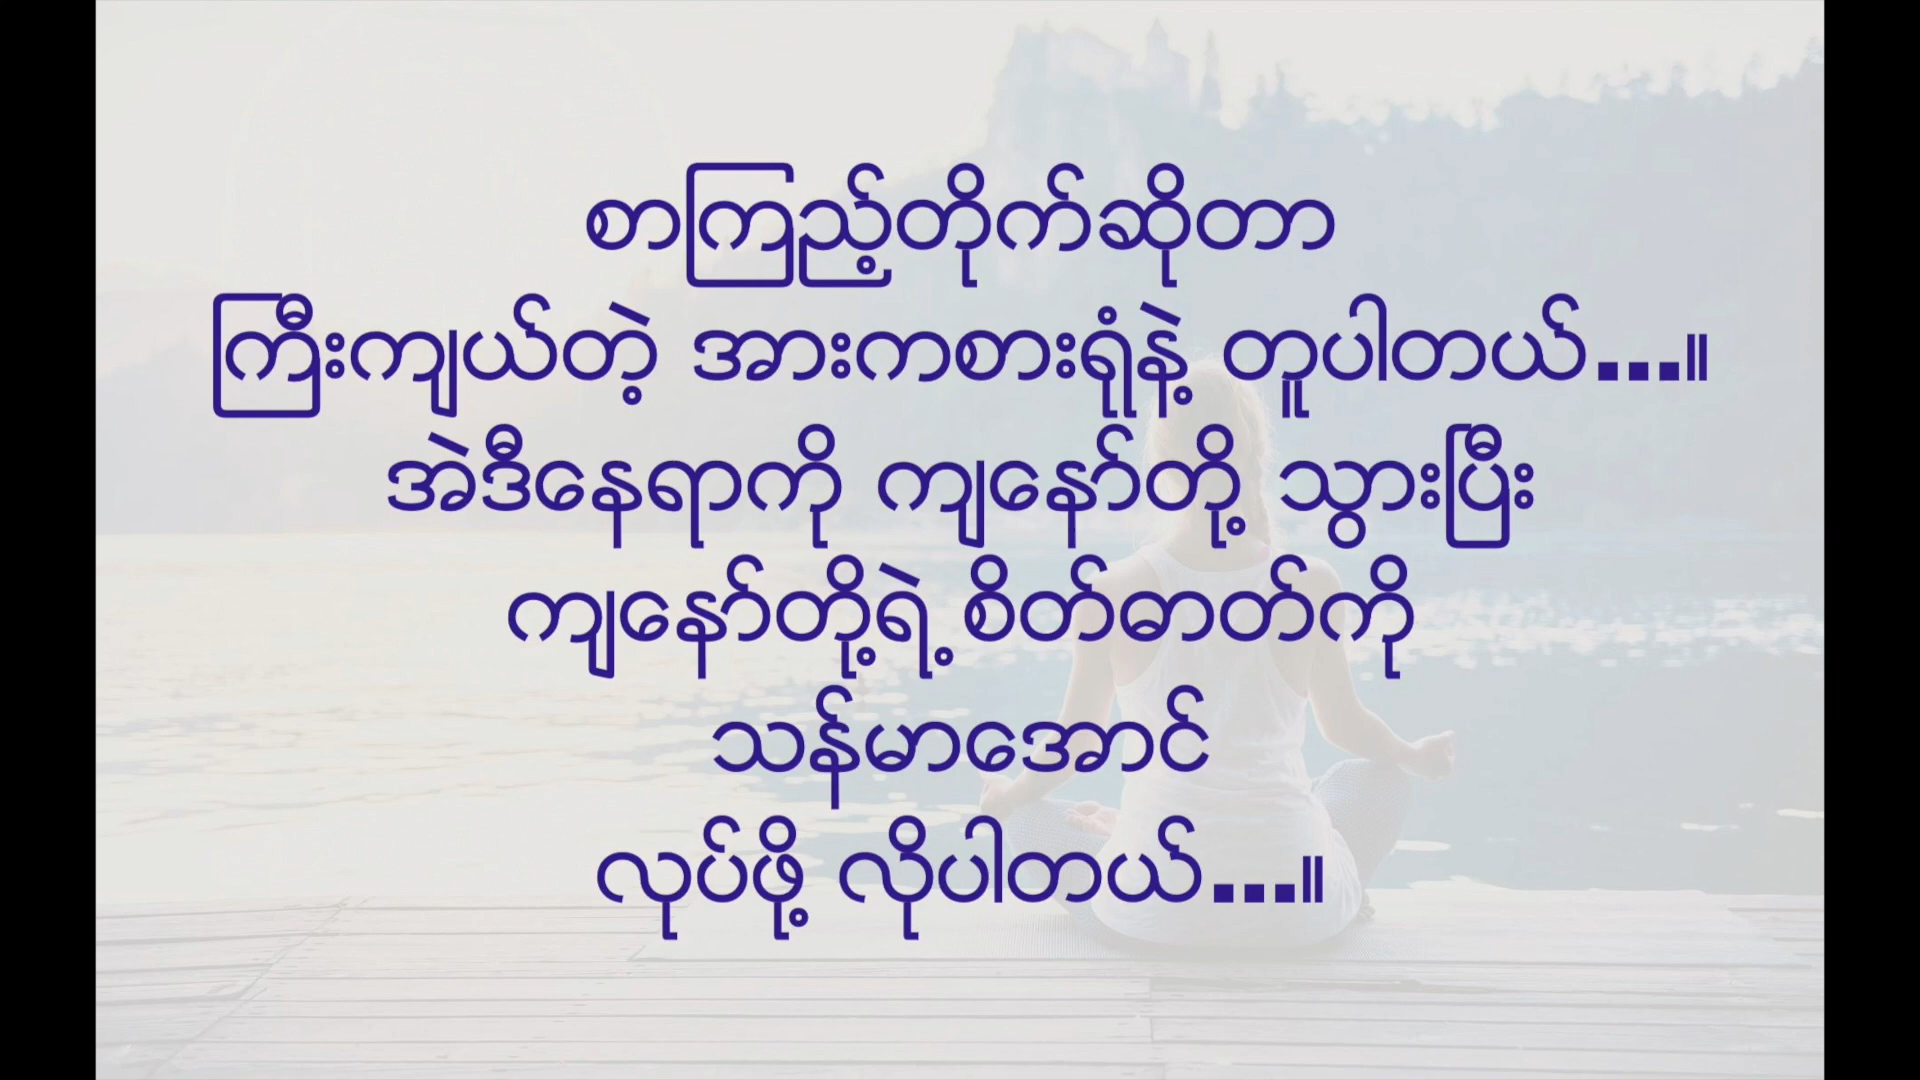 စာကြည့်တိုက်ဆိုတာ
ကြီးကျယ်တဲ့ အားကစားရုံနဲ့ တူပါတယ်...။
အဲဒီနေရာကို ကျနော်တို့ သွားပြီး
ကျနော်တို့ရဲ့ စိတ်ဓာတ်ကို
သန်မာအောင်
လုပ်ဖို့ လိုပါတယ်...။